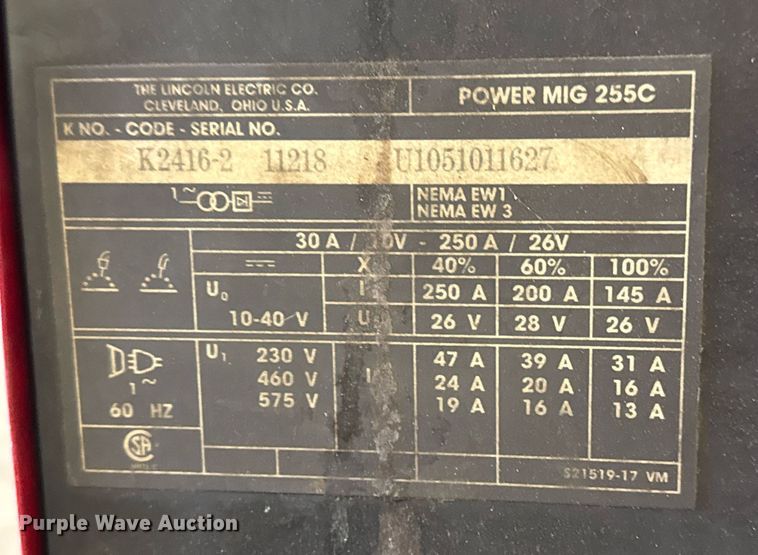 THE LINCOLN ELECTRIC CO.
CLEVELAND, OHIO U.S.A.
POWER MIG 255C
K NO. - CODE - SERIAL NO.
K2416-2 11218 U1051011627
1~
NEMA EW1
NEMA EW 3
30 A / 10V - 250 A / 26V
X 40% 60% 100%
U0 I 250 A 200 A 145 A
10-40 V U 26 V 28 V 26 V
U1 230 V I 47 A 39 A 31 A
460 V 24 A 20 A 16 A
575 V 19 A 16 A 13 A
1~
60 HZ
SA
S21519-17 VM
Purple Wave Auction